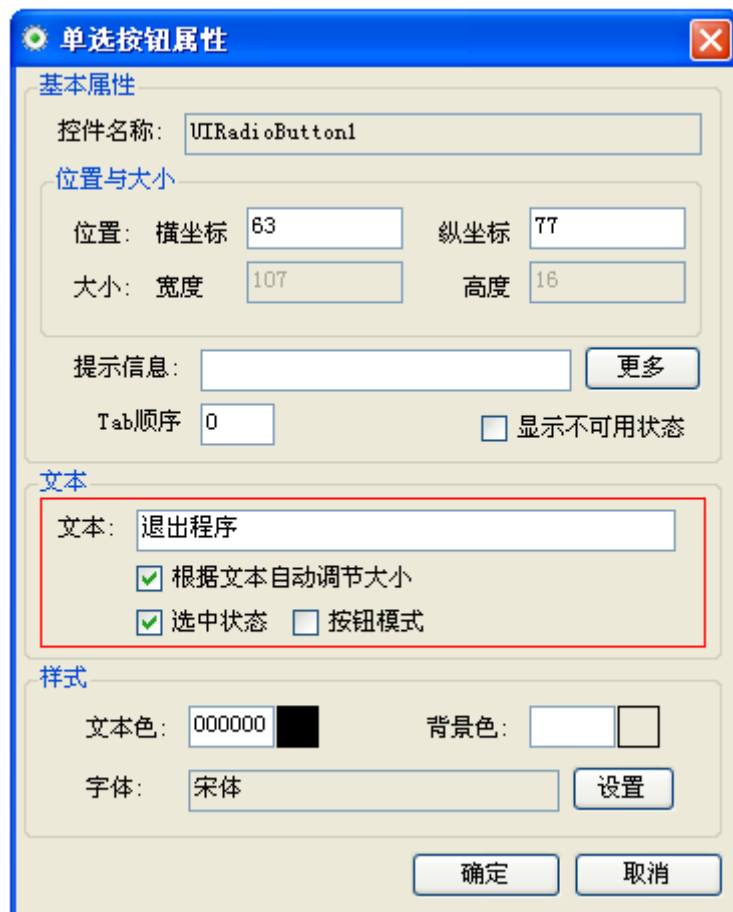 单选按钮属性
基本属性
控件名称: UIRadioButton1
位置与大小
位置: 横坐标 63 纵坐标 77
大小: 宽度 107 高度 16
提示信息: 更多
Tab顺序 0 显示不可用状态
文本
文本: 退出程序
根据文本自动调节大小
选中状态 按钮模式
样式
文本色: 000000 背景色:
字体: 宋体 设置
确定 取消